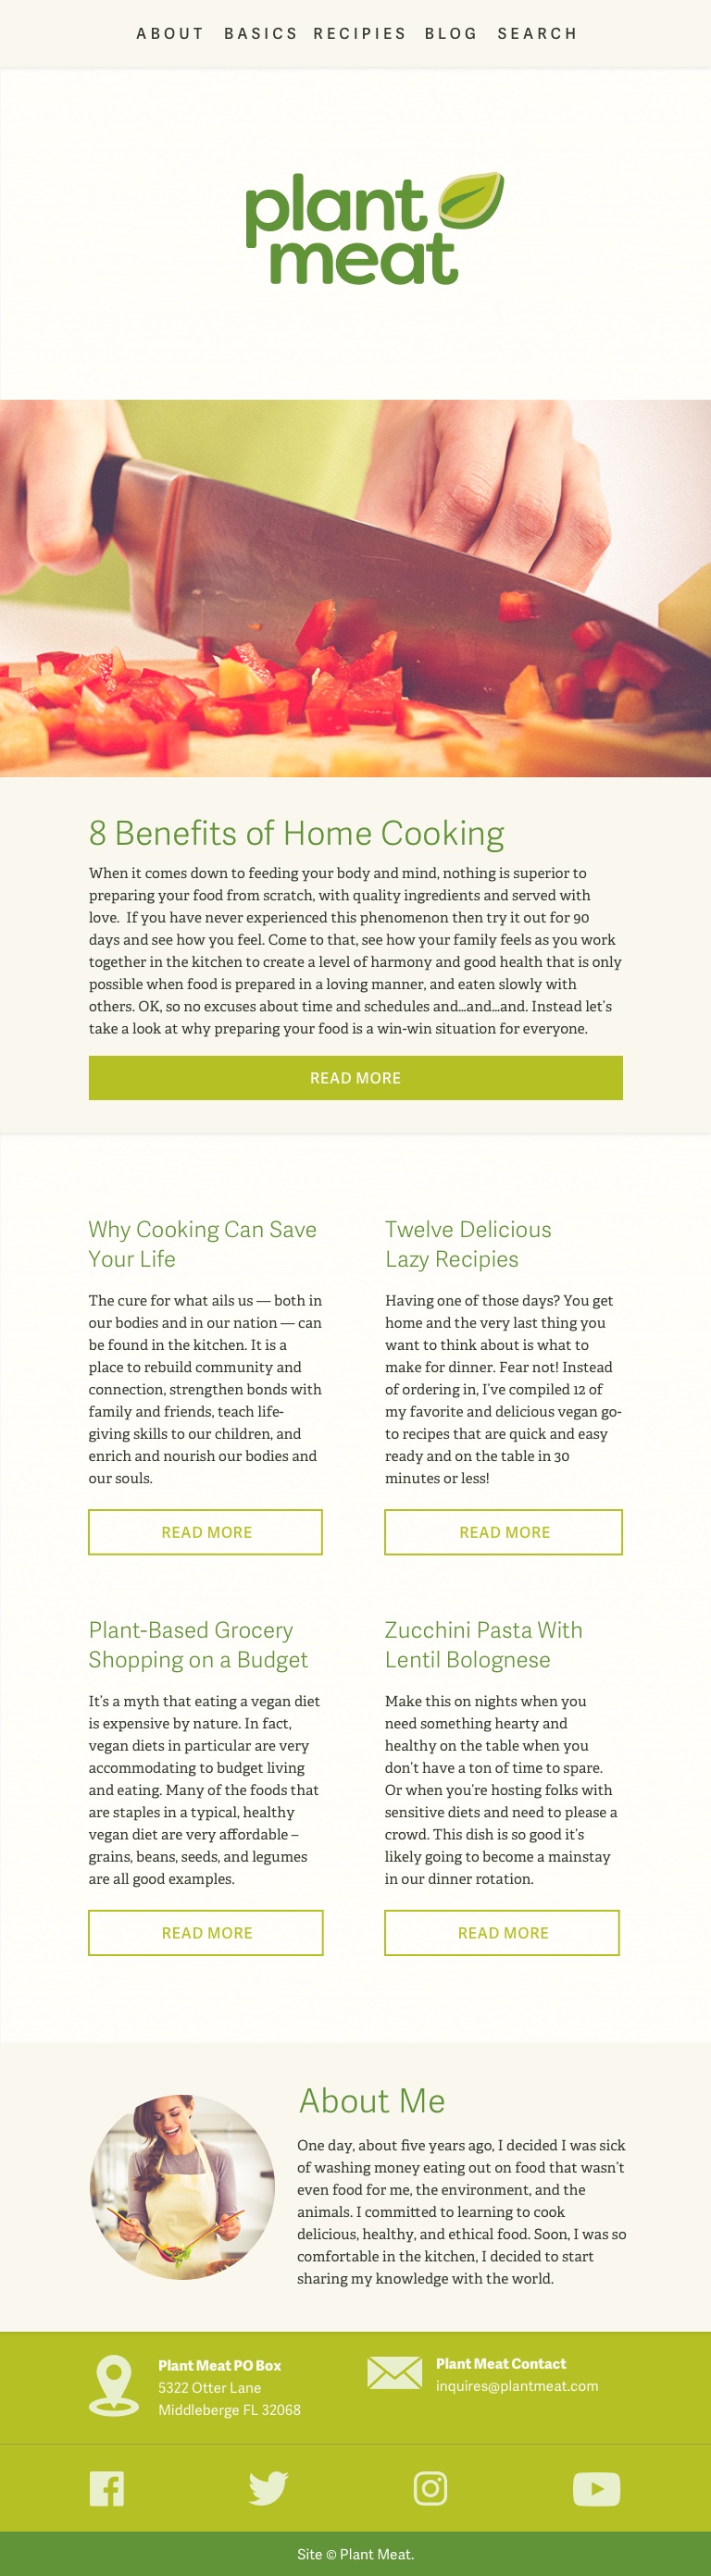 ABOUT BASICS RECIPIES BLOG SEARCH
plant
meat
8 Benefits of Home Cooking
When it comes down to feeding your body and mind, nothing is superior to
preparing your food from scratch, with quality ingredients and served with
love.  If you have never experienced this phenomenon then try it out for 90
days and see how you feel. Come to that, see how your family feels as you work
together in the kitchen to create a level of harmony and good health that is only
possible when food is prepared in a loving manner, and eaten slowly with
others. OK, so no excuses about time and schedules and...and...and. Instead let's
take a look at why preparing your food is a win-win situation for everyone.
READ MORE
Why Cooking Can Save
Your Life
The cure for what ails us — both in
our bodies and in our nation — can
be found in the kitchen. It is a
place to rebuild community and
connection, strengthen bonds with
family and friends, teach life-
giving skills to our children, and
enrich and nourish our bodies and
our souls.
READ MORE
Twelve Delicious
Lazy Recipies
Having one of those days? You get
home and the very last thing you
want to think about is what to
make for dinner. Fear not! Instead
of ordering in, I've compiled 12 of
my favorite and delicious vegan go-
to recipes that are quick and easy
ready and on the table in 30
minutes or less!
READ MORE
Plant-Based Grocery
Shopping on a Budget
It's a myth that eating a vegan diet
is expensive by nature. In fact,
vegan diets in particular are very
accommodating to budget living
and eating. Many of the foods that
are staples in a typical, healthy
vegan diet are very affordable –
grains, beans, seeds, and legumes
are all good examples.
READ MORE
Zucchini Pasta With
Lentil Bolognese
Make this on nights when you
need something hearty and
healthy on the table when you
don't have a ton of time to spare.
Or when you're hosting folks with
sensitive diets and need to please a
crowd. This dish is so good it's
likely going to become a mainstay
in our dinner rotation.
READ MORE
About Me
One day, about five years ago, I decided I was sick
of washing money eating out on food that wasn't
even food for me, the environment, and the
animals. I committed to learning to cook
delicious, healthy, and ethical food. Soon, I was so
comfortable in the kitchen, I decided to start
sharing my knowledge with the world.
Plant Meat PO Box
5322 Otter Lane
Middleberge FL 32068
Plant Meat Contact
inquires@plantmeat.com
Site © Plant Meat.